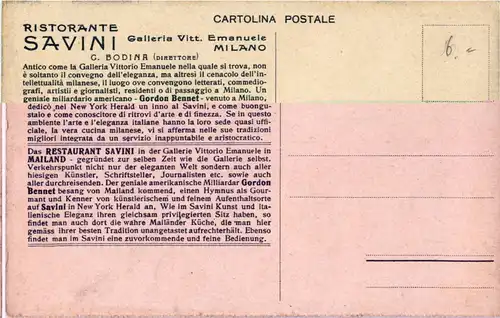 CARTOLINA POSTALE
RISTORANTE
SAVINI Galleria Vitt. Emanuele
MILANO
G. BODINA (DIRETTORE)
Antico come la Galleria Vittorio Emanuele nella quale si trova, non
è soltanto il convegno dell'eleganza, ma altresì il cenacolo dell'in-
tellettualità milanese, il luogo ove convengono letterati, commedio-
grafi, artisti e giornalisti, residenti o di passaggio a Milano. Un
geniale miliardario americano - Gordon Bennet - venuto a Milano,
dedicò nel New York Herald un inno al Savini, e come buongu-
staio e come conoscitore di ritrovi d'arte e di finezza. Se in questo
ambiente l'arte e l'eleganza italiane hanno la loro sede quasi uffi-
ciale, la vera cucina milanese, vi si afferma nelle sue tradizioni
migliori integrata da un servizio inappuntabile e aristocratico.
Das RESTAURANT SAVINI in der Galleria Vittorio Emanuele in
MAILAND - gegründet zur selben Zeit wie die Gallerie selbst.
Verkehrspunkt nicht nur der eleganten Welt sondern auch aller
hiesigen Künstler, Schriftsteller, Journalisten etc. sowie auch
aller durchreisenden. Der geniale amerikanische Milliardär Gordon
Bennet besang von Mailand kommend, einen Hymnus als Gour-
mant und Kenner von künstlerischem und feinem Aufenthaltsorte
auf Savini in New York Herald an, Wie im Savini Kunst und Ita-
lienische Eleganz ihren gleichsam privilegierten Sitz haben, so
findet man auch dort die wahre Mailänder Küche, die man hier
gemäss ihrer besten Tradition unangetastet aufrechterhält. Ebenso
findet man im Savini eine zuvorkommende und feine Bedienung.
6.-